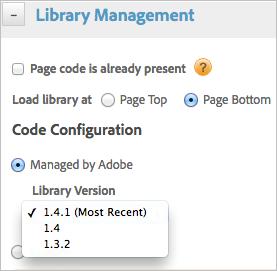 Library Management
Page code is already present ?
Load library at Page Top Page Bottom
Code Configuration
Managed by Adobe
Library Version
✓ 1.4.1 (Most Recent)
1.4
1.3.2